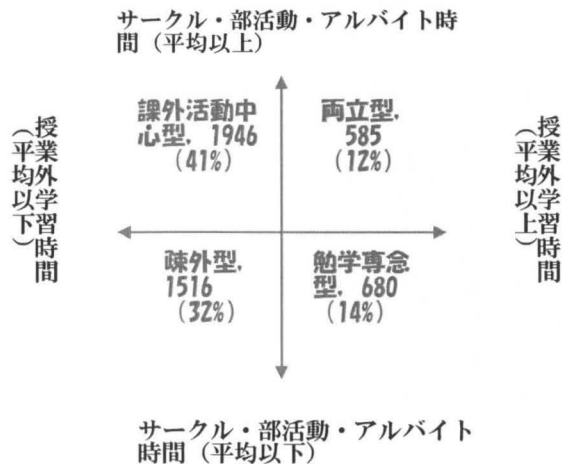 サークル・部活動・アルバイト時
間（平均以上）
課外活動中
心型，1946
（41%）
両立型，
585
（12%）
授業外学習時間
（平均以下）
授業外学習時間
（平均以上）
疎外型，
1516
（32%）
勉学専念
型，680
（14%）
サークル・部活動・アルバイト
時間（平均以下）